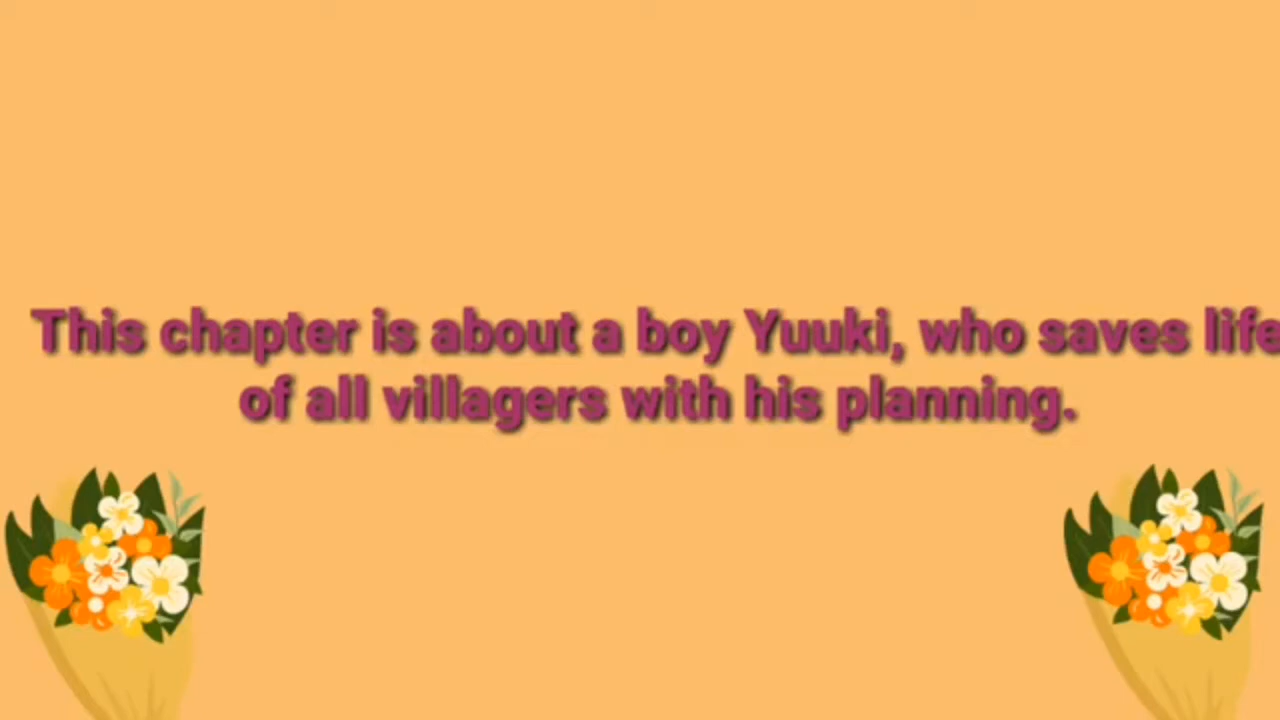 This chapter is about a boy Yuuki, who saves life
of all villagers with his planning.